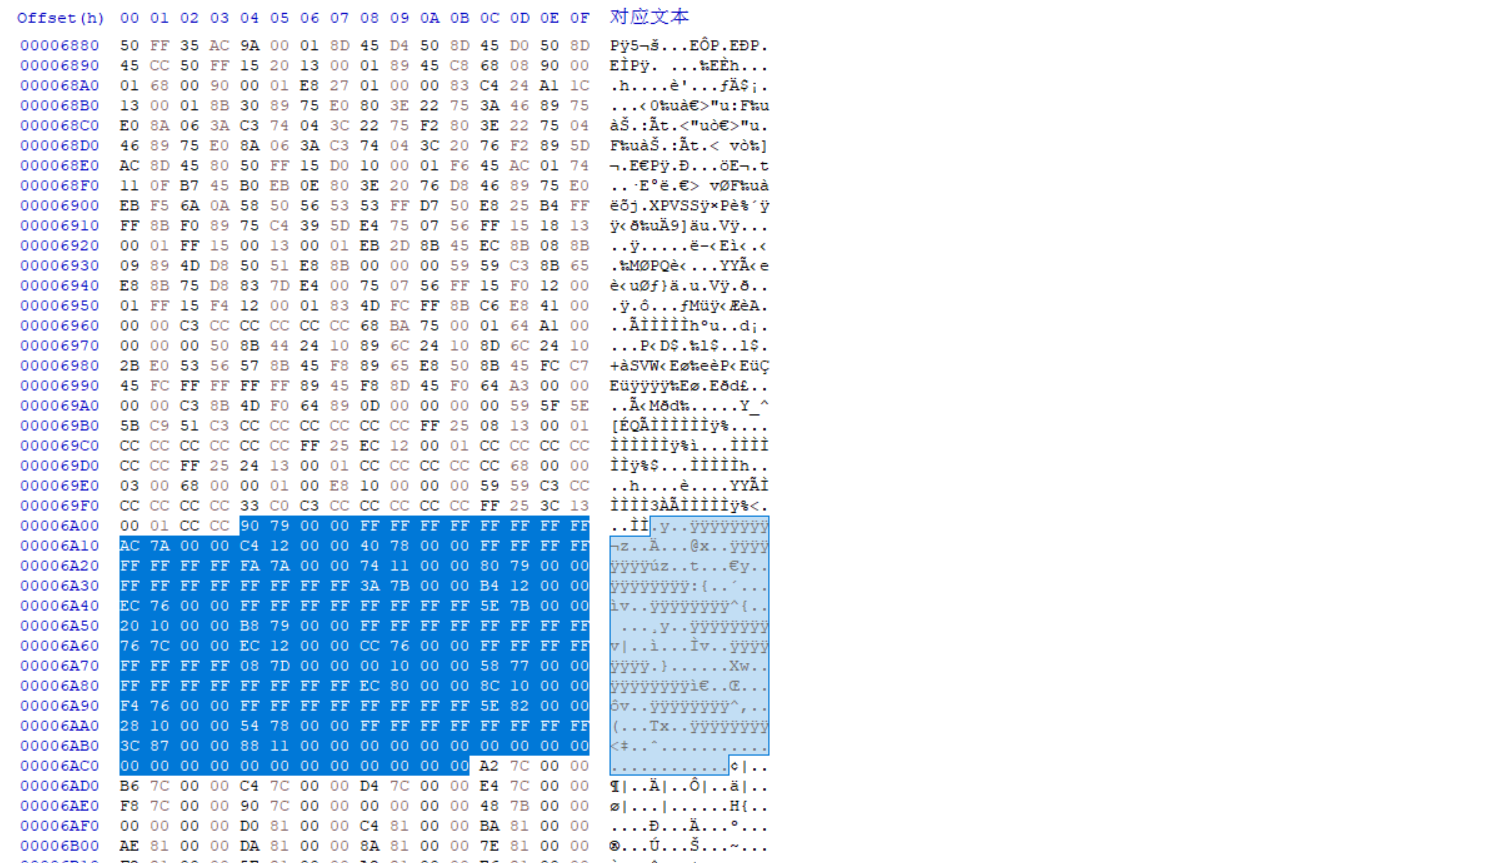 Offset(h) 00 01 02 03 04 05 06 07 08 09 0A 0B 0C 0D 0E 0F 对应文本
00006880 50 FF 35 AC 9A 00 01 8D 45 D4 50 8D 45 D0 50 8D Pÿ5¬š...EÔP.EÐP.
00006890 45 CC 50 FF 15 20 13 00 01 89 45 C8 68 08 90 00 EÌPÿ. ...‰EÈh...
000068A0 01 68 00 90 00 01 E8 27 01 00 00 83 C4 24 A1 1C .h....è'...ƒÄ$¡.
000068B0 13 00 01 8B 30 89 75 E0 80 3E 22 75 3A 46 89 75 ...‹0‰uà€>"u:F‰u
000068C0 E0 8A 06 3A C3 74 04 3C 22 75 F2 80 3E 22 75 04 àŠ.:Ãt.<"uò€>"u.
000068D0 46 89 75 E0 8A 06 3A C3 74 04 3C 20 76 F2 89 5D F‰uàŠ.:Ãt.< vò‰]
000068E0 AC 8D 45 80 50 FF 15 D0 10 00 01 F6 45 AC 01 74 ¬.E€Pÿ.Ð...öE¬.t
000068F0 11 0F B7 45 B0 EB 0E 80 3E 20 76 D8 46 89 75 E0 ..·E°ë.€> vØF‰uà
00006900 EB F5 6A 0A 58 50 56 53 53 FF D7 50 E8 25 B4 FF ëõj.XPVSSÿ×Pè%´ÿ
00006910 FF 8B F0 89 75 C4 39 5D E4 75 07 56 FF 15 18 13 ÿ‹ð‰uÄ9]äu.Vÿ...
00006920 00 01 FF 15 00 13 00 01 EB 2D 8B 45 EC 8B 08 8B ..ÿ.....ë-‹Eì‹.‹
00006930 09 89 4D D8 50 51 E8 8B 00 00 00 59 59 C3 8B 65 .‰MØPQè‹...YYÃ‹e
00006940 E8 8B 75 D8 83 7D E4 00 75 07 56 FF 15 F0 12 00 è‹uØƒ}ä.u.Vÿ.ð..
00006950 01 FF 15 F4 12 00 01 83 4D FC FF 8B C6 E8 41 00 .ÿ.ô...ƒMüÿ‹ÆèA.
00006960 00 00 C3 CC CC CC CC CC 68 BA 75 00 01 64 A1 00 ..ÃÌÌÌÌÌhºu..d¡.
00006970 00 00 00 50 8B 44 24 10 89 6C 24 10 8D 6C 24 10 ...P‹D$.‰l$..l$.
00006980 2B E0 53 56 57 8B 45 F8 89 65 E8 50 8B 45 FC C7 +àSVW‹Eø‰eèP‹EüÇ
00006990 45 FC FF FF FF FF 89 45 F8 8D 45 F0 64 A3 00 00 Eüÿÿÿÿ‰Eø.Eðd£..
000069A0 00 00 C3 8B 4D F0 64 89 0D 00 00 00 00 59 5F 5E ..Ã‹Mðd‰.....Y_^
000069B0 5B C9 51 C3 CC CC CC CC CC CC FF 25 08 13 00 01 [ÉQÃÌÌÌÌÌÌÿ%....
000069C0 CC CC CC CC CC CC FF 25 EC 12 00 01 CC CC CC CC ÌÌÌÌÌÌÿ%ì...ÌÌÌÌ
000069D0 CC CC FF 25 24 13 00 01 CC CC CC CC CC 68 00 00 ÌÌÿ%$...ÌÌÌÌÌh..
000069E0 03 00 68 00 00 01 00 E8 10 00 00 00 59 59 C3 CC ..h....è....YYÃÌ
000069F0 CC CC CC CC 33 C0 C3 CC CC CC CC CC FF 25 3C 13 ÌÌÌÌ3ÀÃÌÌÌÌÌÿ%<.
00006A00 00 01 CC CC 90 79 00 00 FF FF FF FF FF FF FF FF ..ÌÌ.y..ÿÿÿÿÿÿÿÿ
00006A10 AC 7A 00 00 C4 12 00 00 40 78 00 00 FF FF FF FF ¬z..Ä...@x..ÿÿÿÿ
00006A20 FF FF FF FF FA 7A 00 00 74 11 00 00 80 79 00 00 ÿÿÿÿúz..t...€y..
00006A30 FF FF FF FF FF FF FF FF 3A 7B 00 00 B4 12 00 00 ÿÿÿÿÿÿÿÿ:{..´...
00006A40 EC 76 00 00 FF FF FF FF FF FF FF FF 5E 7B 00 00 ìv..ÿÿÿÿÿÿÿÿ^{..
00006A50 20 10 00 00 B8 79 00 00 FF FF FF FF FF FF FF FF  ...¸y..ÿÿÿÿÿÿÿÿ
00006A60 76 7C 00 00 EC 12 00 00 CC 76 00 00 FF FF FF FF v|..ì...Ìv..ÿÿÿÿ
00006A70 FF FF FF FF 08 7D 00 00 00 10 00 00 58 77 00 00 ÿÿÿÿ.}......Xw..
00006A80 FF FF FF FF FF FF FF FF EC 80 00 00 8C 10 00 00 ÿÿÿÿÿÿÿÿì€..Œ...
00006A90 F4 76 00 00 FF FF FF FF FF FF FF FF 5E 82 00 00 ôv..ÿÿÿÿÿÿÿÿ^‚..
00006AA0 28 10 00 00 54 78 00 00 FF FF FF FF FF FF FF FF (...Tx..ÿÿÿÿÿÿÿÿ
00006AB0 3C 87 00 00 88 11 00 00 00 00 00 00 00 00 00 00 <‡..ˆ...........
00006AC0 00 00 00 00 00 00 00 00 00 00 00 00 A2 7C 00 00 ............¢|..
00006AD0 B6 7C 00 00 C4 7C 00 00 D4 7C 00 00 E4 7C 00 00 ¶|..Ä|..Ô|..ä|..
00006AE0 F8 7C 00 00 90 7C 00 00 00 00 00 00 48 7B 00 00 ø|...|......H{..
00006AF0 00 00 00 00 D0 81 00 00 C4 81 00 00 BA 81 00 00 ....Ð...Ä...º...
00006B00 AE 81 00 00 DA 81 00 00 8A 81 00 00 7E 81 00 00 ®...Ú...Š...~...